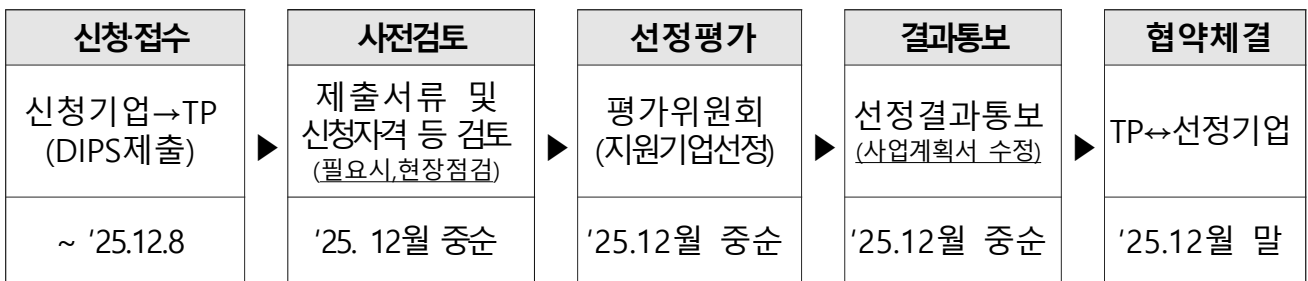 신청·접수
사전검토
선정평가
결과통보
협약체결
신청기업→TP
(DIPS제출)
▶
제출서류 및
신청자격 등 검토
(필요시,현장점검)
▶
평가위원회
(지원기업선정)
▶
선정결과통보
(사업계획서 수정)
▶
TP↔선정기업
~ '25.12.8
'25. 12월 중순
'25.12월 중순
'25.12월 중순
'25.12월 말